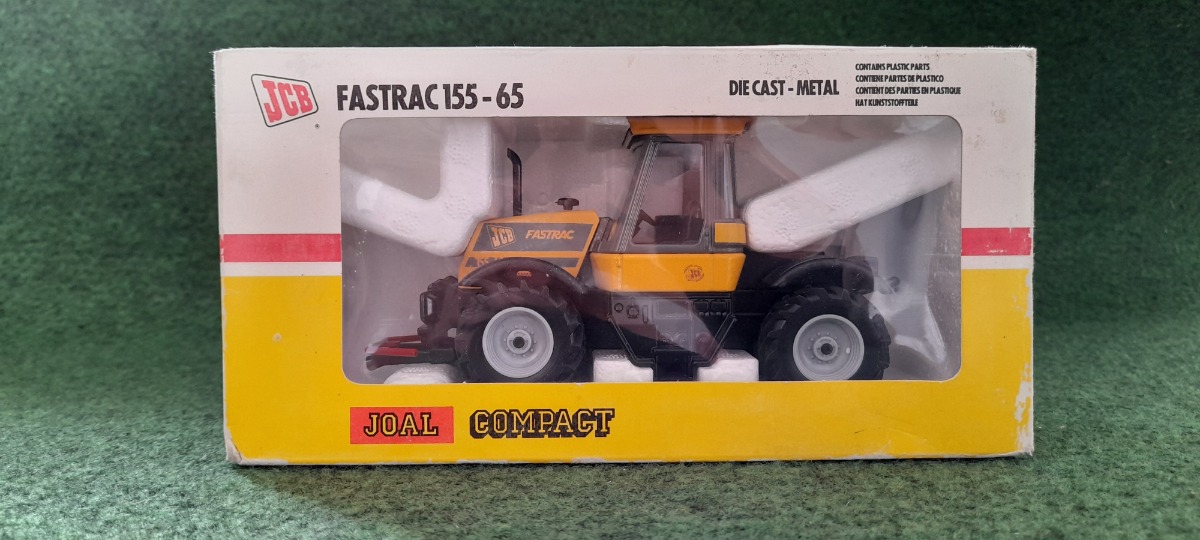 JCB
FASTRAC 155-65
DIE CAST - METAL
CONTAINS PLASTIC PARTS
CONTIENE PARTES DE PLASTICO
CONTIENT DES PARTIES EN PLASTIQUE
HAT KUNSTSTOFFTEILE
JCB
FASTRAC
JCB
JOAL COMPACT